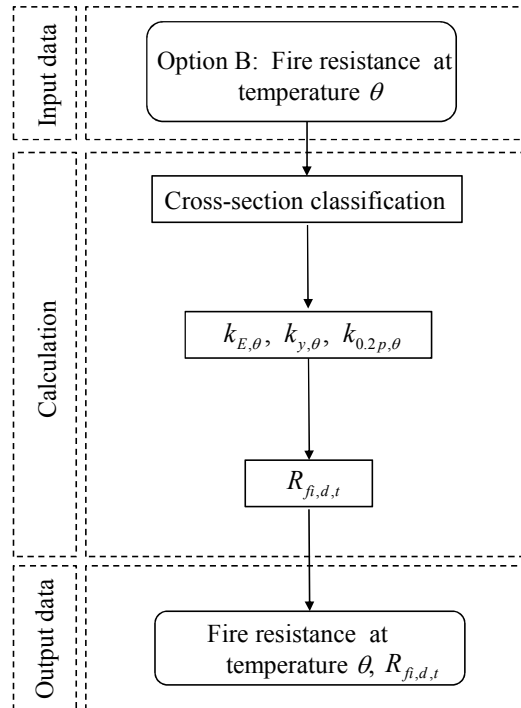 Input data
Option B: Fire resistance at
temperature θ
Calculation
Cross-section classification
k_{E,θ}, k_{y,θ}, k_{0.2p,θ}
R_{fi,d,t}
Output data
Fire resistance at
temperature θ, R_{fi,d,t}